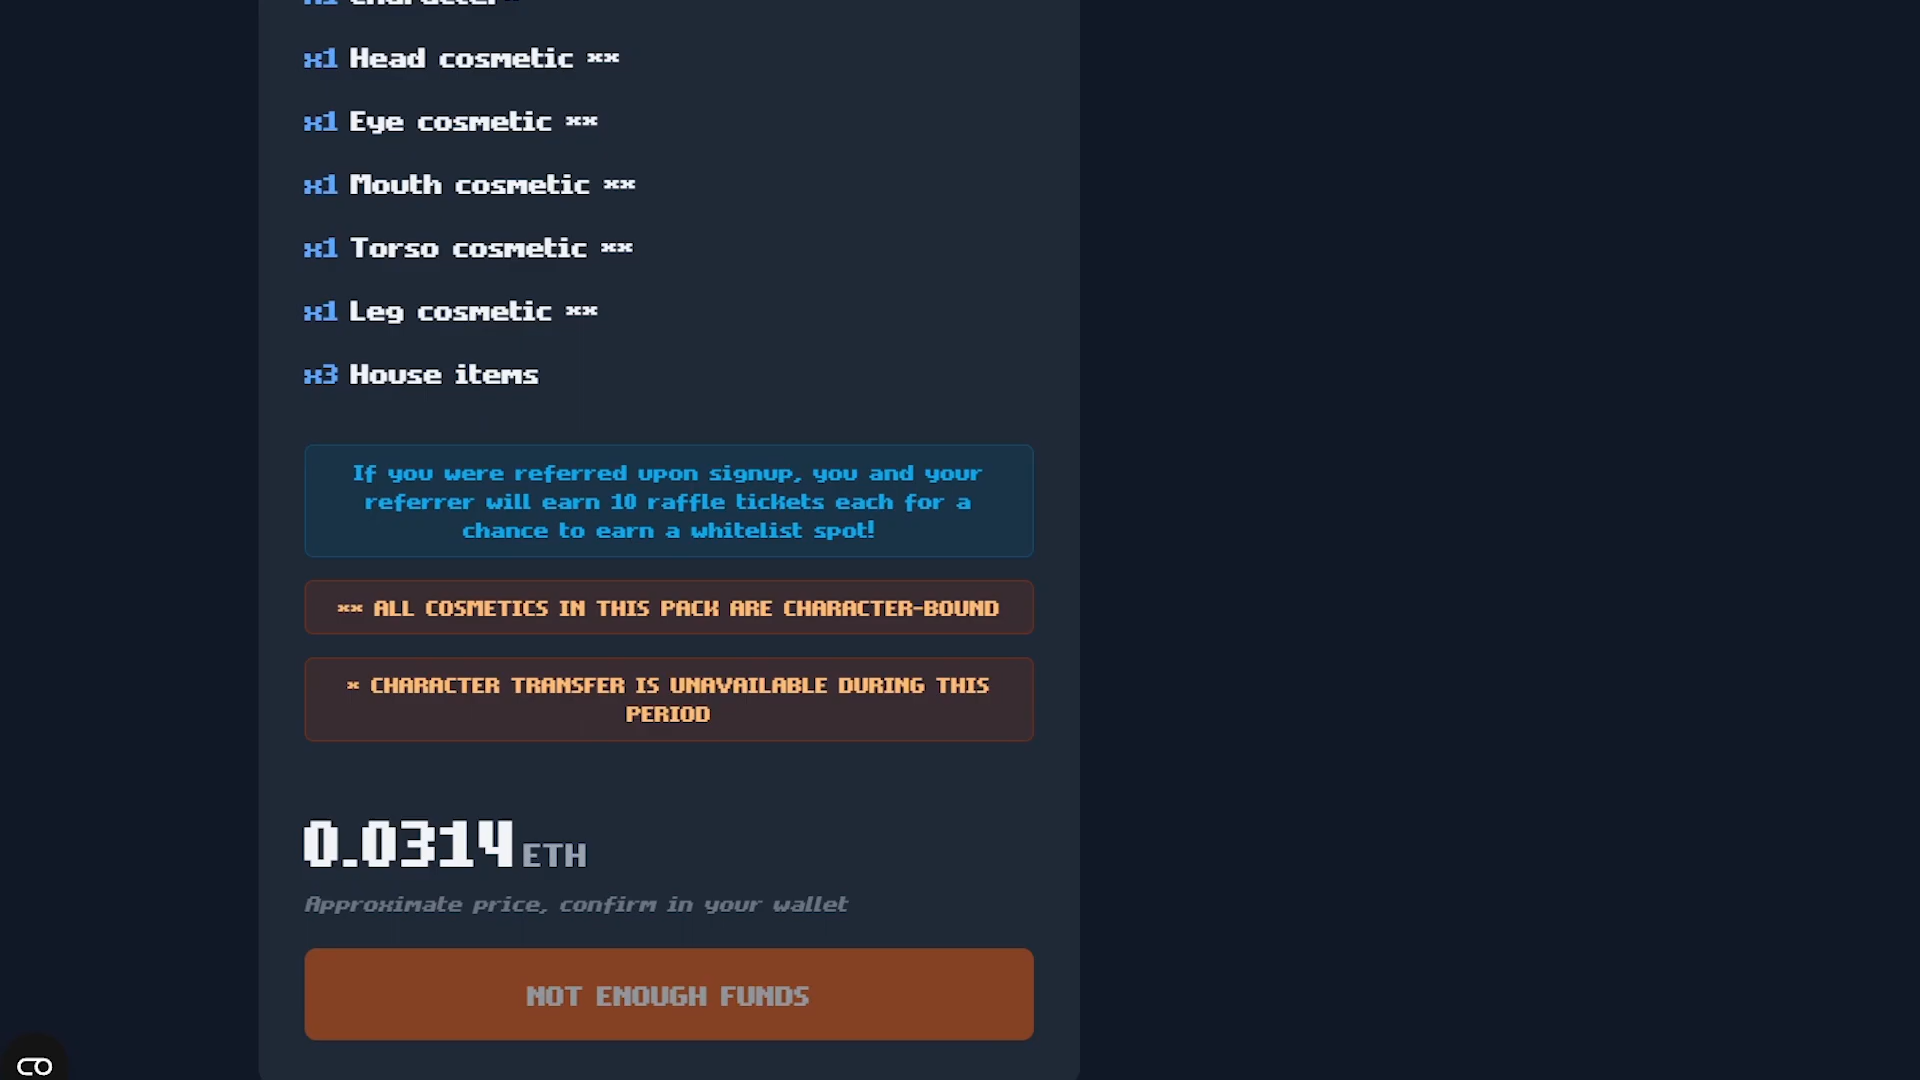 x1 Character*
x1 Head cosmetic **
x1 Eye cosmetic **
x1 Mouth cosmetic **
x1 Torso cosmetic **
x1 Leg cosmetic **
x3 House items
If you were referred upon signup, you and your
referrer will earn 10 raffle tickets each for a
chance to earn a whitelist spot!
** ALL COSMETICS IN THIS PACK ARE CHARACTER-BOUND
* CHARACTER TRANSFER IS UNAVAILABLE DURING THIS
PERIOD
0.0314 ETH
Approximate price, confirm in your wallet
NOT ENOUGH FUNDS